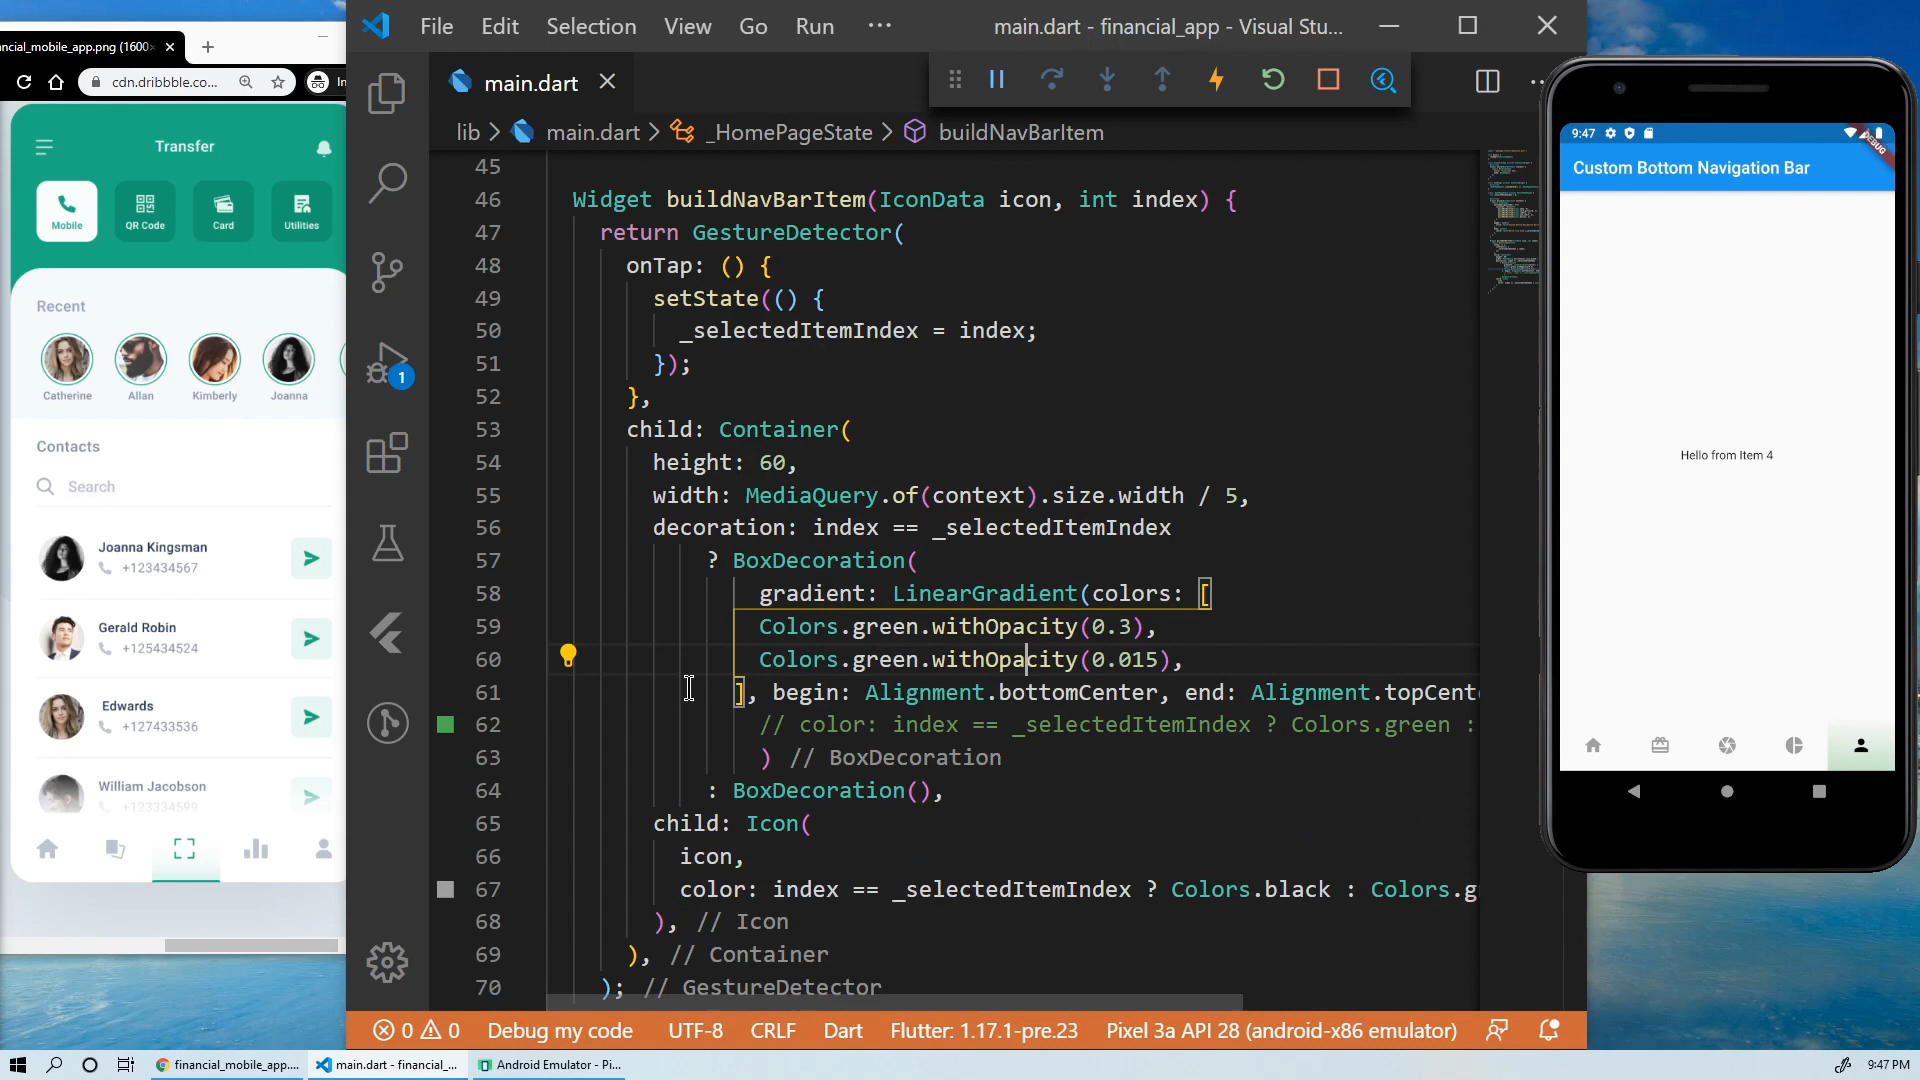 ncial_mobile_app.png (1600×
cdn.dribbble.co...
In
Transfer
Mobile
QR Code
Card
Utilities
Recent
Catherine
Allan
Kimberly
Joanna
Contacts
Search
Joanna Kingsman
+123434567
Gerald Robin
+125434524
Edwards
+127433536
William Jacobson
+123334599
File Edit Selection View Go Run ···
main.dart - financial_app - Visual Stu...
main.dart
lib > main.dart > _HomePageState > buildNavBarItem
45
46 Widget buildNavBarItem(IconData icon, int index) {
47 return GestureDetector(
48 onTap: () {
49 setState(() {
50 _selectedItemIndex = index;
51 });
52 },
53 child: Container(
54 height: 60,
55 width: MediaQuery.of(context).size.width / 5,
56 decoration: index == _selectedItemIndex
57 ? BoxDecoration(
58 gradient: LinearGradient(colors: [
59 Colors.green.withOpacity(0.3),
60 Colors.green.withOpacity(0.015),
61 ], begin: Alignment.bottomCenter, end: Alignment.topCente
62 // color: index == _selectedItemIndex ? Colors.green :
63 ) // BoxDecoration
64 : BoxDecoration(),
65 child: Icon(
66 icon,
67 color: index == _selectedItemIndex ? Colors.black : Colors.g
68 ), // Icon
69 ), // Container
70 ); // GestureDetector
1
0 0 Debug my code UTF-8 CRLF Dart Flutter: 1.17.1-pre.23 Pixel 3a API 28 (android-x86 emulator)
9:47
DEBUG
Custom Bottom Navigation Bar
Hello from Item 4
financial_mobile_app....
main.dart - financial_...
Android Emulator - Pi...
9:47 PM